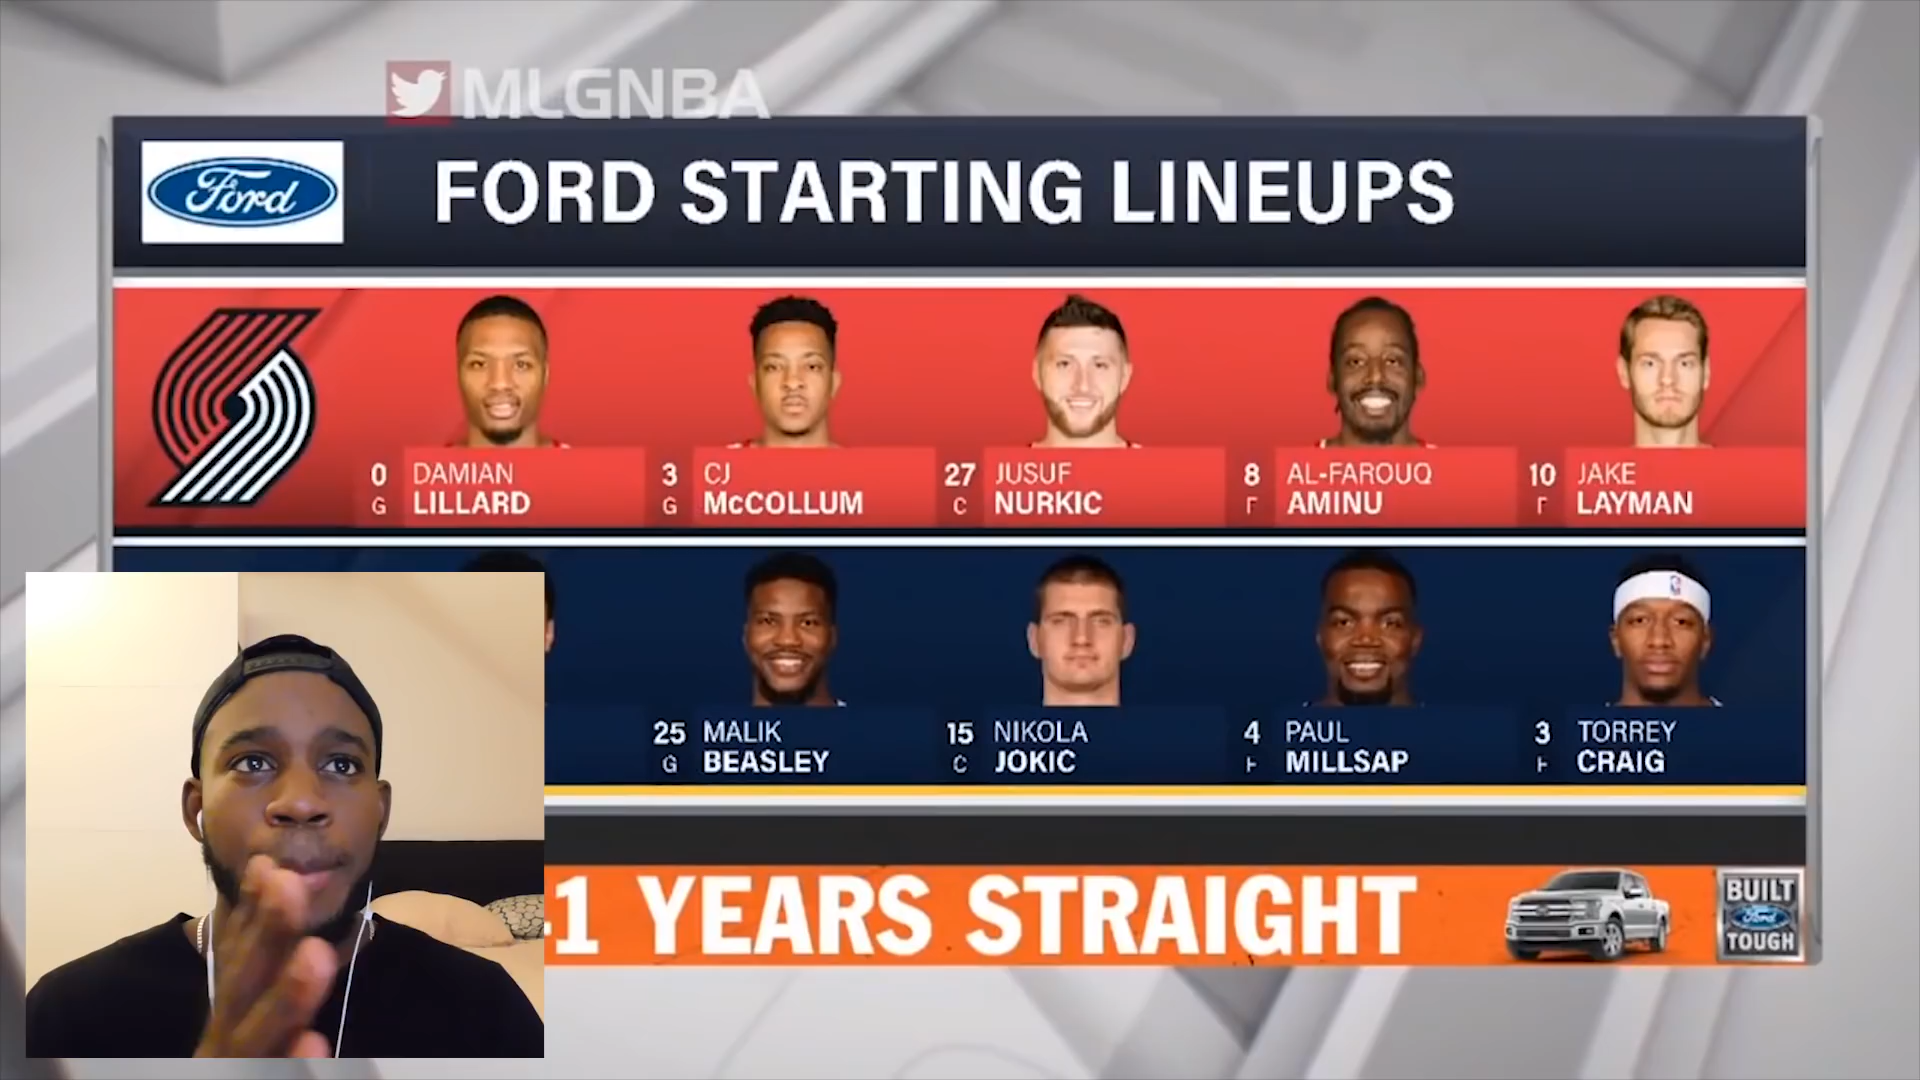 MLGNBA
Ford
FORD STARTING LINEUPS
0 DAMIAN
G LILLARD
3 CJ
G McCOLLUM
27 JUSUF
C NURKIC
8 AL-FAROUQ
F AMINU
10 JAKE
F LAYMAN
25 MALIK
G BEASLEY
15 NIKOLA
C JOKIC
4 PAUL
F MILLSAP
3 TORREY
F CRAIG
1 YEARS STRAIGHT
BUILT
Ford
TOUGH